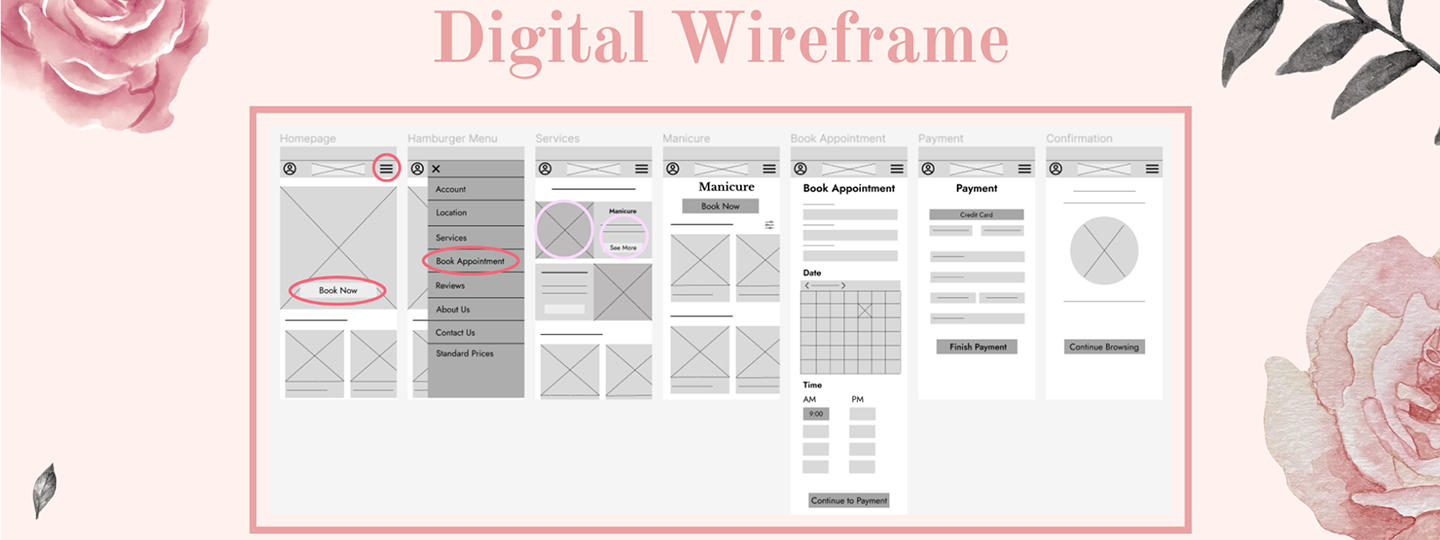 Digital Wireframe
Homepage
Book Now
Hamburger Menu
Account
Location
Services
Book Appointment
Reviews
About Us
Contact Us
Standard Prices
Services
Manicure
See More
Manicure
Manicure
Book Now
Book Appointment
Book Appointment
Date
Time
AM PM
9:00
Continue to Payment
Payment
Payment
Credit Card
Finish Payment
Confirmation
Continue Browsing